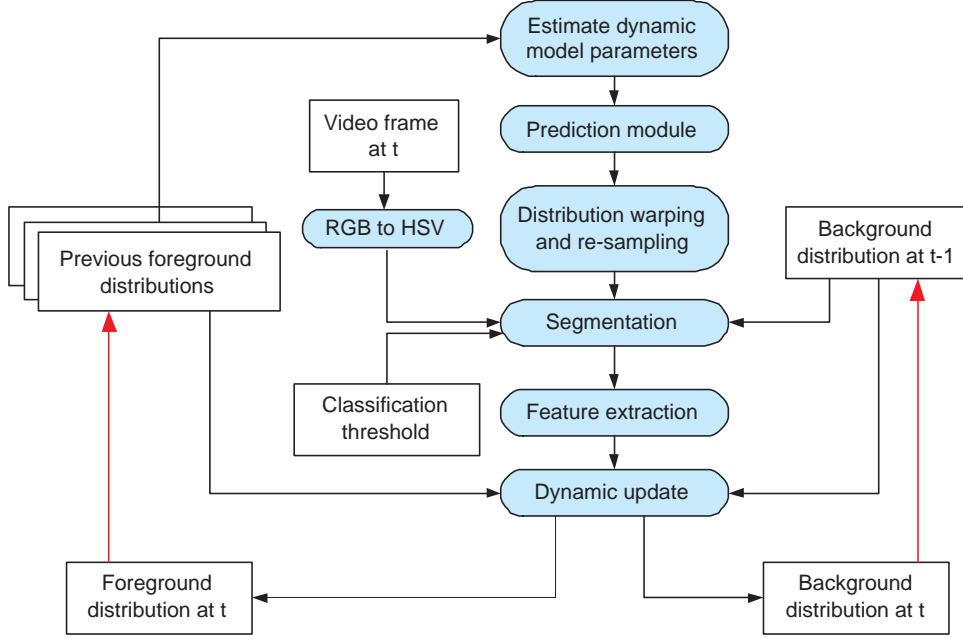 Estimate dynamic
model parameters
Video frame
at t
Prediction module
RGB to HSV
Distribution warping
and re-sampling
Previous foreground
distributions
Background
distribution at t-1
Segmentation
Classification
threshold
Feature extraction
Dynamic update
Foreground
distribution at t
Background
distribution at t